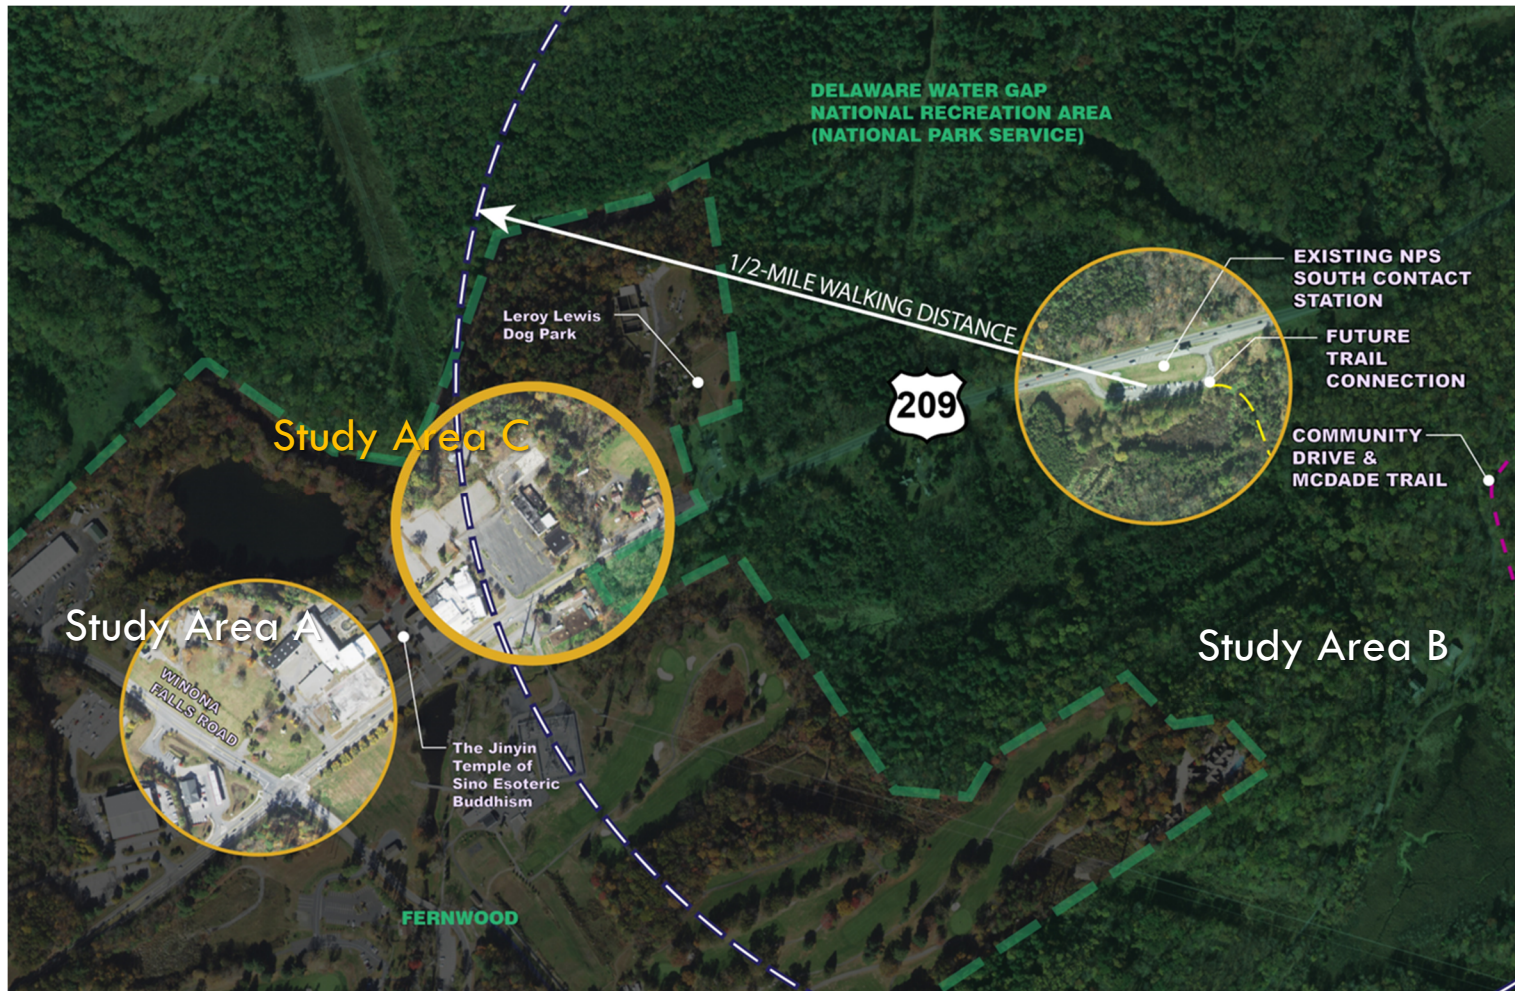 DELAWARE WATER GAP
NATIONAL RECREATION AREA
(NATIONAL PARK SERVICE)
1/2-MILE WALKING DISTANCE
EXISTING NPS
SOUTH CONTACT
STATION
Leroy Lewis
Dog Park
FUTURE
TRAIL
CONNECTION
209
Study Area C
COMMUNITY
DRIVE &
MCDADE TRAIL
Study Area A
Study Area B
WINONA
FALLS ROAD
The Jinyin
Temple of
Sino Esoteric
Buddhism
FERNWOOD